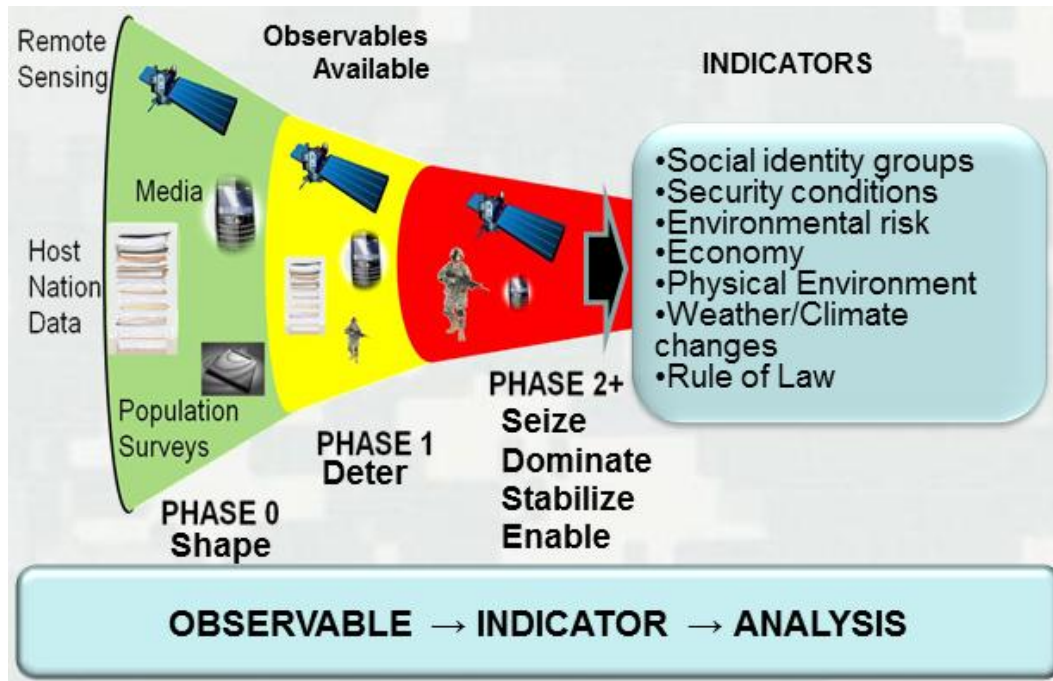 Remote
Sensing
Observables
Available
INDICATORS
Media
Host
Nation
Data
Population
Surveys
PHASE 0
Shape
PHASE 1
Deter
PHASE 2+
Seize
Dominate
Stabilize
Enable
•Social identity groups
•Security conditions
•Environmental risk
•Economy
•Physical Environment
•Weather/Climate
changes
•Rule of Law
OBSERVABLE → INDICATOR → ANALYSIS